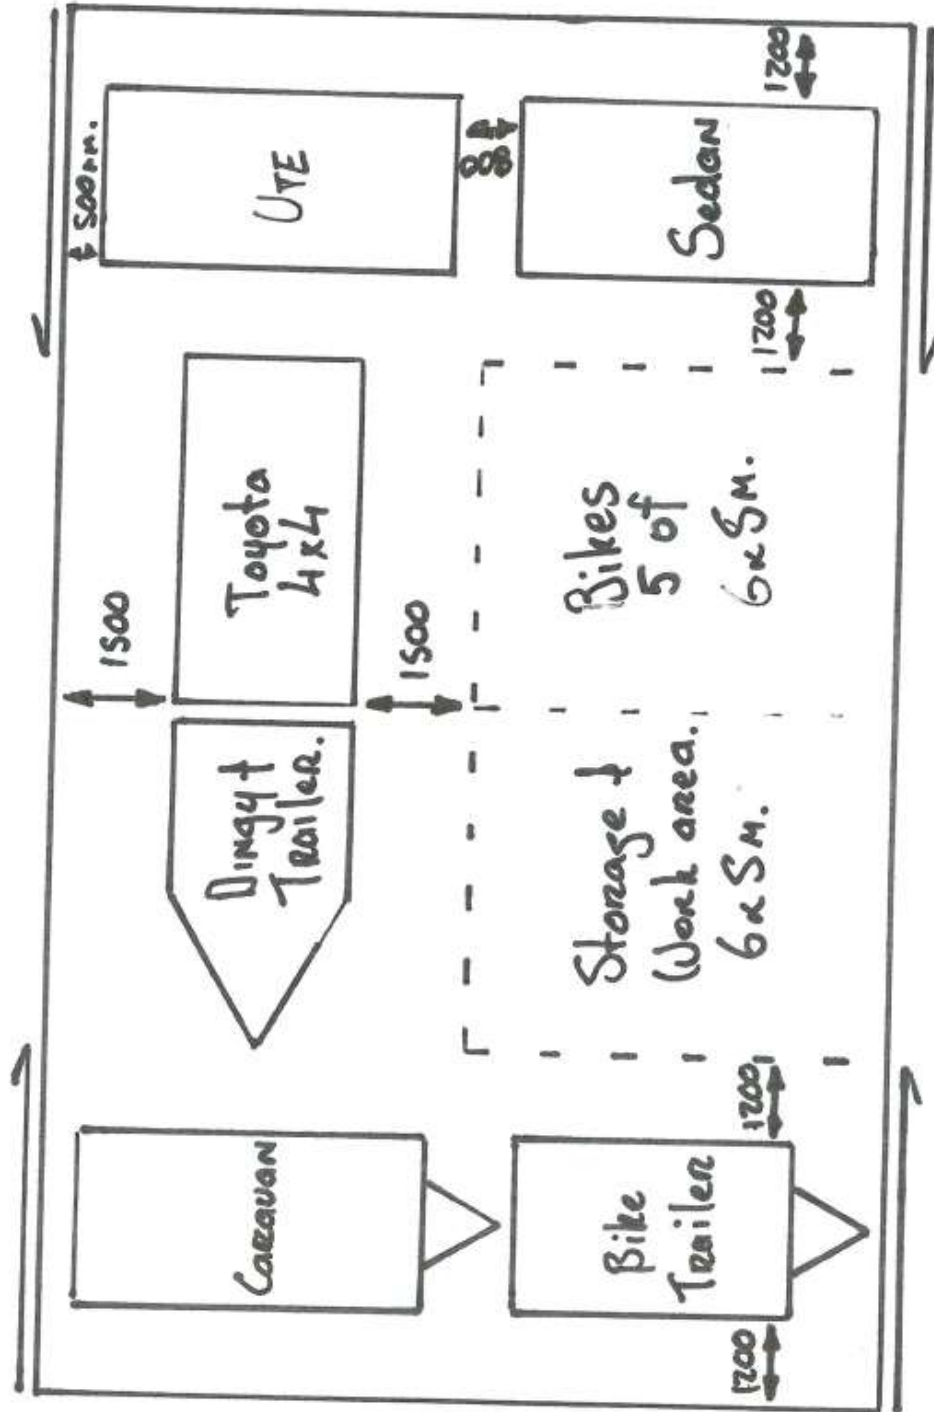 500mm.
1500
Caravan
Dingy +
Trailer.
Toyota
4x4
UTE
1500
800
Storage +
Work area.
6x5m.
Bikes
5 of
6x5m.
Bike
Trailer
Sedan
1200
1200
1200
1200